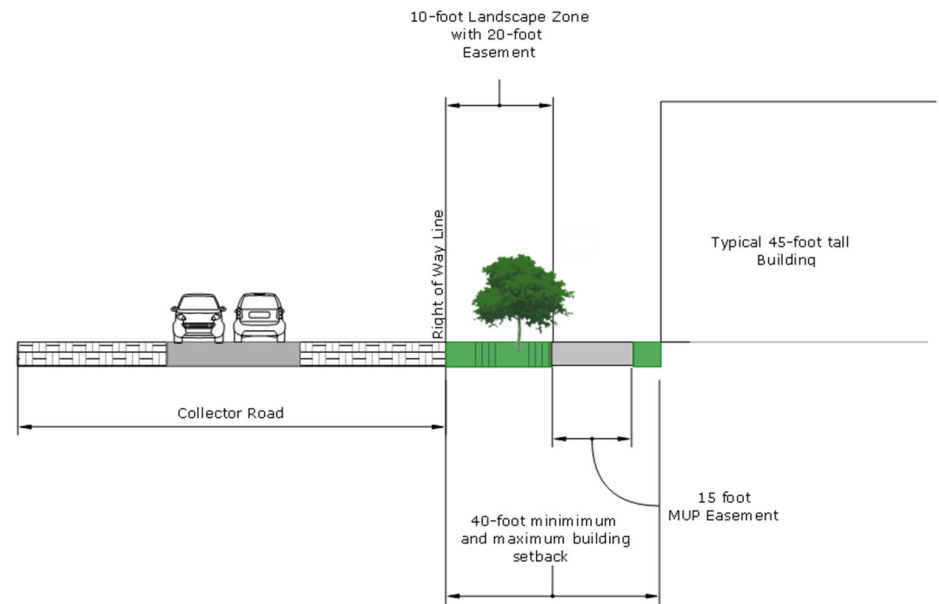 10-foot Landscape Zone
with 20-foot
Easement
Right of Way Line
Typical 45-foot tall
Building
Collector Road
15 foot
MUP Easement
40-foot minimimum
and maximum building
setback